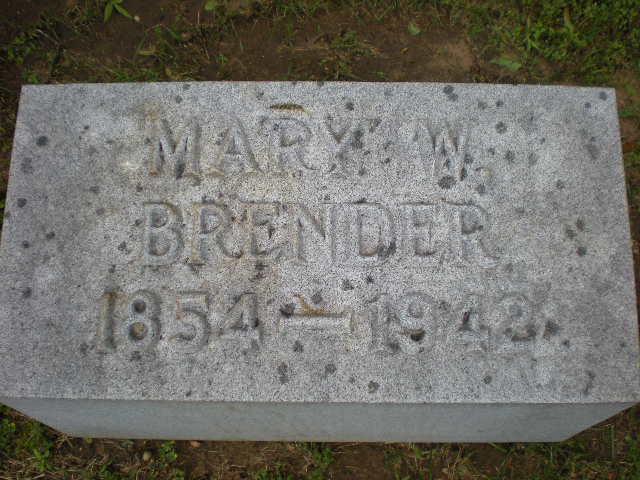 MARY W.
BRENDER
1854 — 1942